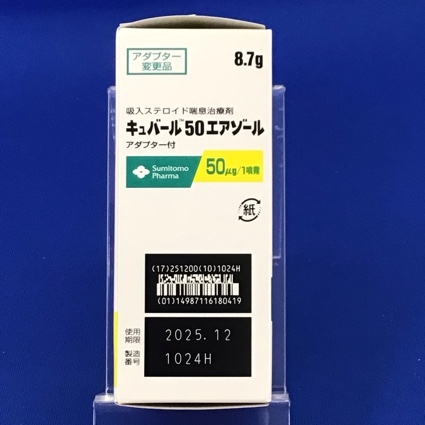 アダプター
変更品
8.7g
吸入ステロイド喘息治療剤
キュバール™50エアゾール
アダプター付
Sumitomo
Pharma
50μg/1噴霧
紙
(17)251200(10)1024H
(01)14987116180419
使用
期限
2025.12
製造
番号
1024H